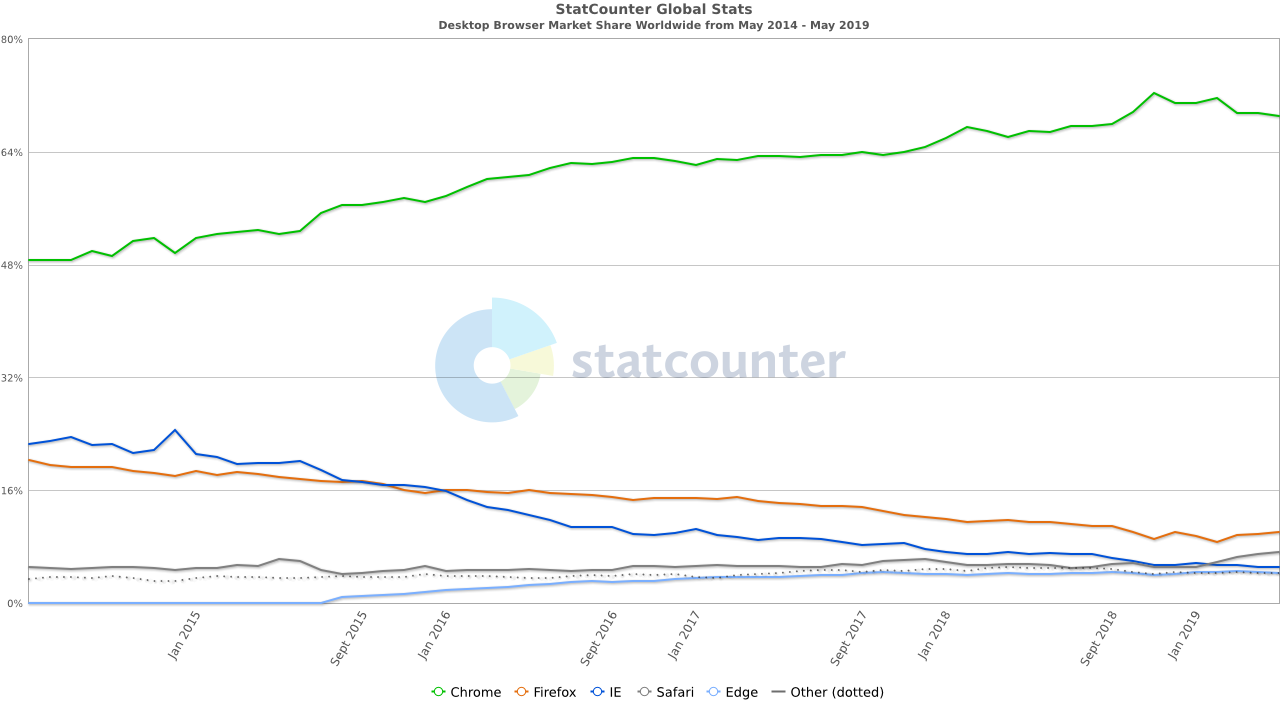 StatCounter Global Stats
Desktop Browser Market Share Worldwide from May 2014 - May 2019
80%
64%
48%
32%
16%
0%
statcounter
Jan 2015
Sept 2015
Jan 2016
Sept 2016
Jan 2017
Sept 2017
Jan 2018
Sept 2018
Jan 2019
Chrome Firefox IE Safari Edge Other (dotted)